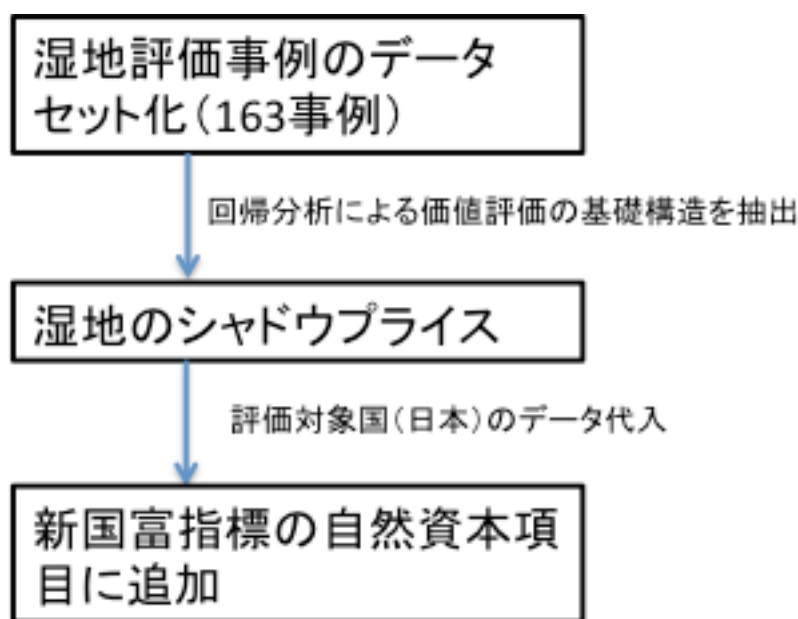 湿地評価事例のデータ
セット化（163事例）
回帰分析による価値評価の基礎構造を抽出
湿地のシャドウプライス
評価対象国（日本）のデータ代入
新国富指標の自然資本項
目に追加